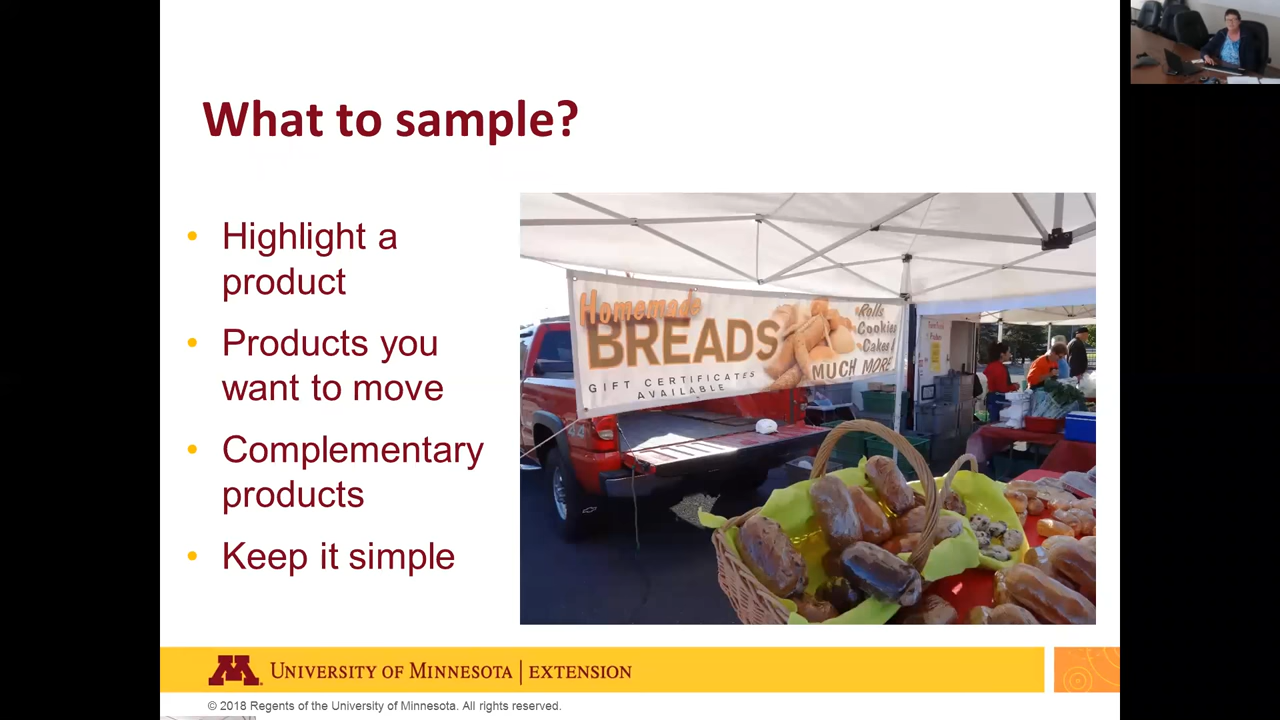 What to sample?
• Highlight a
product
• Products you
want to move
• Complementary
products
• Keep it simple
Homemade
BREADS
GIFT CERTIFICATES
AVAILABLE
Rolls
Cookies
Cakes &
MUCH MORE
M
UNIVERSITY OF MINNESOTA | EXTENSION
© 2018 Regents of the University of Minnesota. All rights reserved.